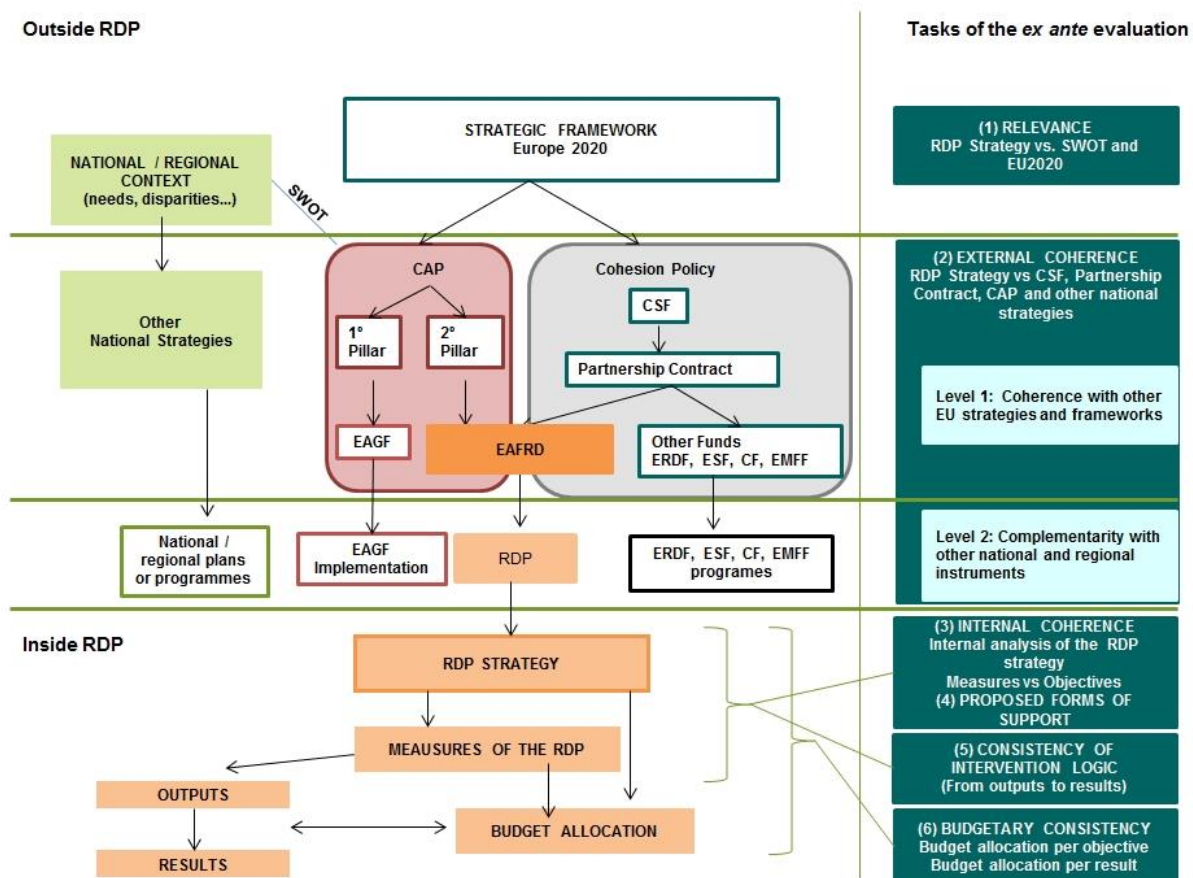 Outside RDP
Tasks of the ex ante evaluation
STRATEGIC FRAMEWORK
Europe 2020
(1) RELEVANCE
RDP Strategy vs. SWOT and
EU2020
NATIONAL / REGIONAL
CONTEXT
(needs, disparities...)
SWOT
CAP
Cohesion Policy
(2) EXTERNAL COHERENCE
RDP Strategy vs CSF, Partnership
Contract, CAP and other national
strategies
Other
National Strategies
1°
Pillar
2°
Pillar
CSF
Partnership Contract
Level 1: Coherence with other
EU strategies and frameworks
EAGF
EAFRD
Other Funds
ERDF, ESF, CF, EMFF
National /
regional plans
or programmes
EAGF
Implementation
RDP
ERDF, ESF, CF, EMFF
programes
Level 2: Complementarity with
other national and regional
instruments
Inside RDP
RDP STRATEGY
(3) INTERNAL COHERENCE
Internal analysis of the RDP
strategy
Measures vs Objectives
(4) PROPOSED FORMS OF
SUPPORT
MEAUSURES OF THE RDP
(5) CONSISTENCY OF
INTERVENTION LOGIC
(From outputs to results)
OUTPUTS
BUDGET ALLOCATION
RESULTS
(6) BUDGETARY CONSISTENCY
Budget allocation per objective
Budget allocation per result